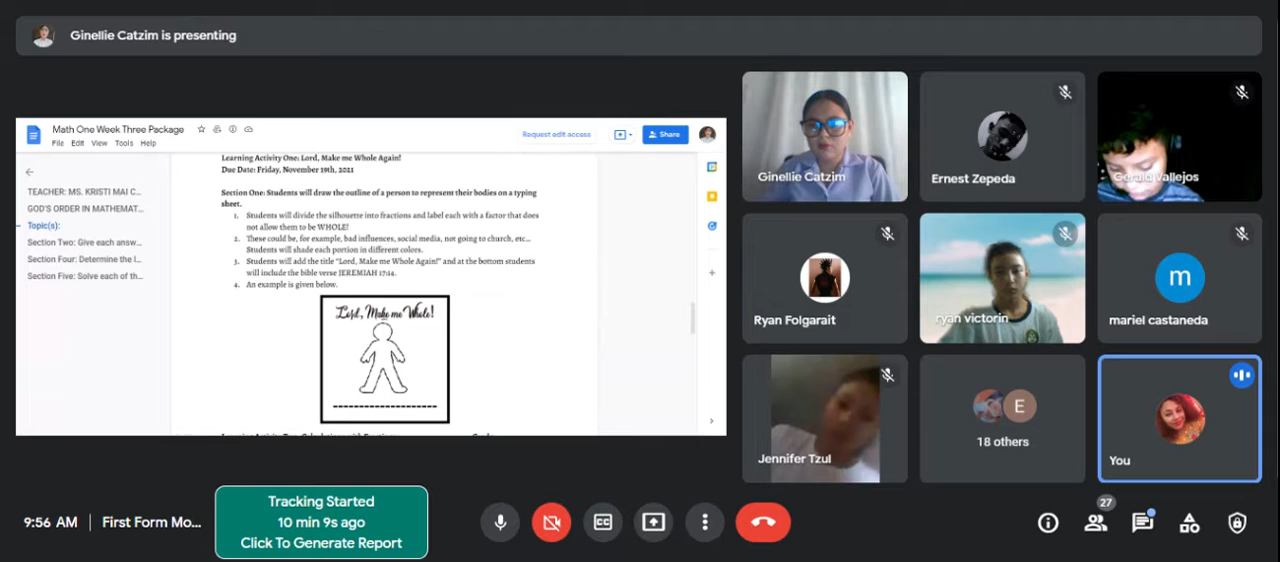 Ginellie Catzim is presenting
Math One Week Three Package
File Edit View Tools Help
Request edit access
Share
TEACHER: MS. KRISTI MAI C...
GOD'S ORDER IN MATHEMAT...
Topic(s):
Section Two: Give each answ...
Section Four: Determine the l...
Section Five: Solve each of th...
Learning Activity One: Lord, Make me Whole Again!
Due Date: Friday, November 19th, 2021
Section One: Students will draw the outline of a person to represent their bodies on a typing
sheet.
1. Students will divide the silhouette into fractions and label each with a factor that does
not allow them to be WHOLE!
2. These could be, for example, bad influences, social media, not going to church, etc...
Students will shade each portion in different colors.
3. Students will add the title "Lord, Make me Whole Again!" and at the bottom students
will include the bible verse JEREMIAH 17:14.
4. An example is given below.
Lord, Make me Whole!
Ginellie Catzim
Ernest Zepeda
Gerald Vallejos
Ryan Folgarait
ryan victorin
m
mariel castaneda
Jennifer Tzul
E
18 others
You
9:56 AM | First Form Mo...
Tracking Started
10 min 9s ago
Click To Generate Report
CC
27